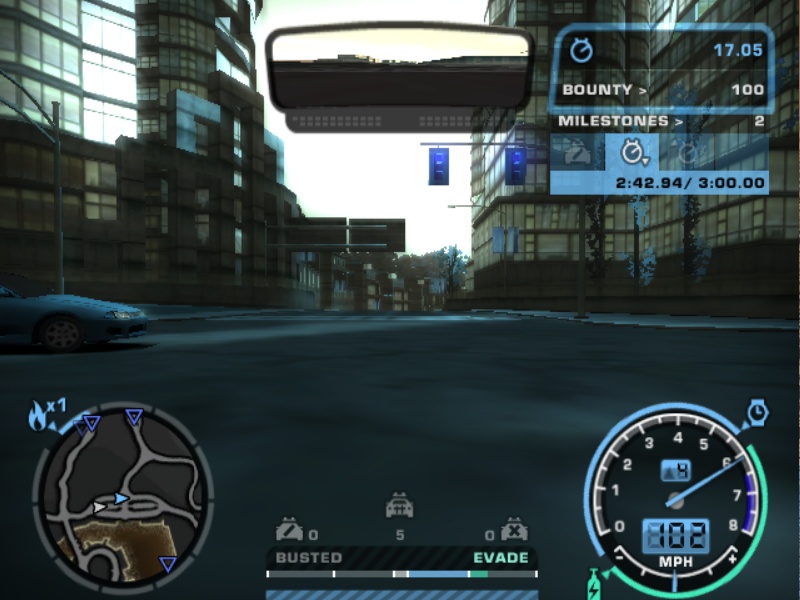 17.05
BOUNTY > 100
MILESTONES > 2
2:42.94/ 3:00.00
x1
0 5 0
BUSTED EVADE
0 1 2 3 4 5 6 7 8
4
102
MPH
- +